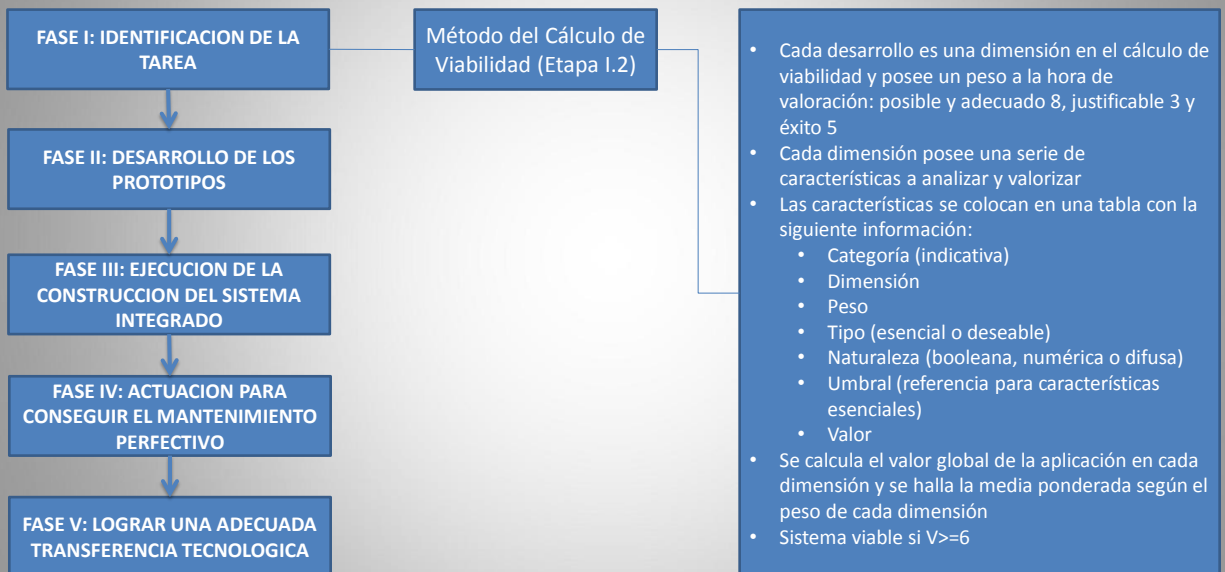 FASE I: IDENTIFICACION DE LA
TAREA
FASE II: DESARROLLO DE LOS
PROTOTIPOS
FASE III: EJECUCION DE LA
CONSTRUCCION DEL SISTEMA
INTEGRADO
FASE IV: ACTUACION PARA
CONSEGUIR EL MANTENIMIENTO
PERFECTIVO
FASE V: LOGRAR UNA ADECUADA
TRANSFERENCIA TECNOLOGICA
Método del Cálculo de
Viabilidad (Etapa I.2)
• Cada desarrollo es una dimensión en el cálculo de
viabilidad y posee un peso a la hora de
valoración: posible y adecuado 8, justificable 3 y
éxito 5
• Cada dimensión posee una serie de
características a analizar y valorizar
• Las características se colocan en una tabla con la
siguiente información:
• Categoría (indicativa)
• Dimensión
• Peso
• Tipo (esencial o deseable)
• Naturaleza (booleana, numérica o difusa)
• Umbral (referencia para características
esenciales)
• Valor
• Se calcula el valor global de la aplicación en cada
dimensión y se halla la media ponderada según el
peso de cada dimensión
• Sistema viable si V>=6